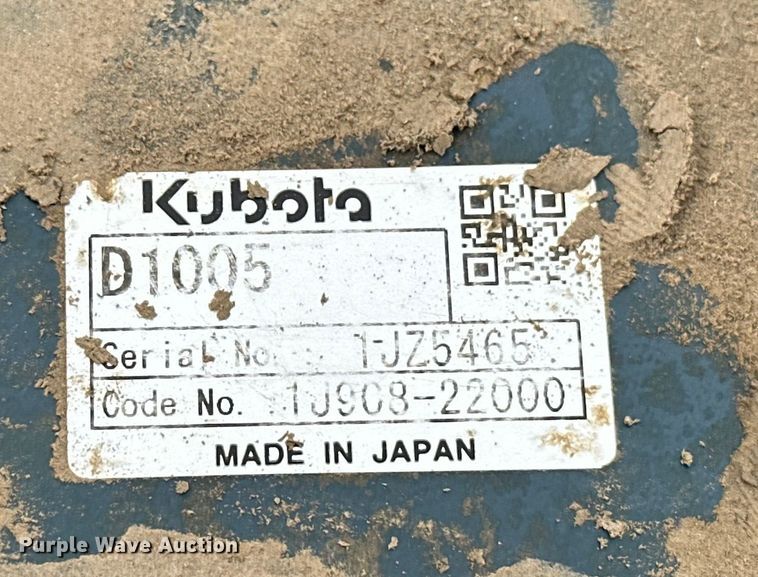 Kubota
D1005
Serial No. : 1JZ5465
Code No. : 1J908-22000
MADE IN JAPAN
Purple Wave Auction